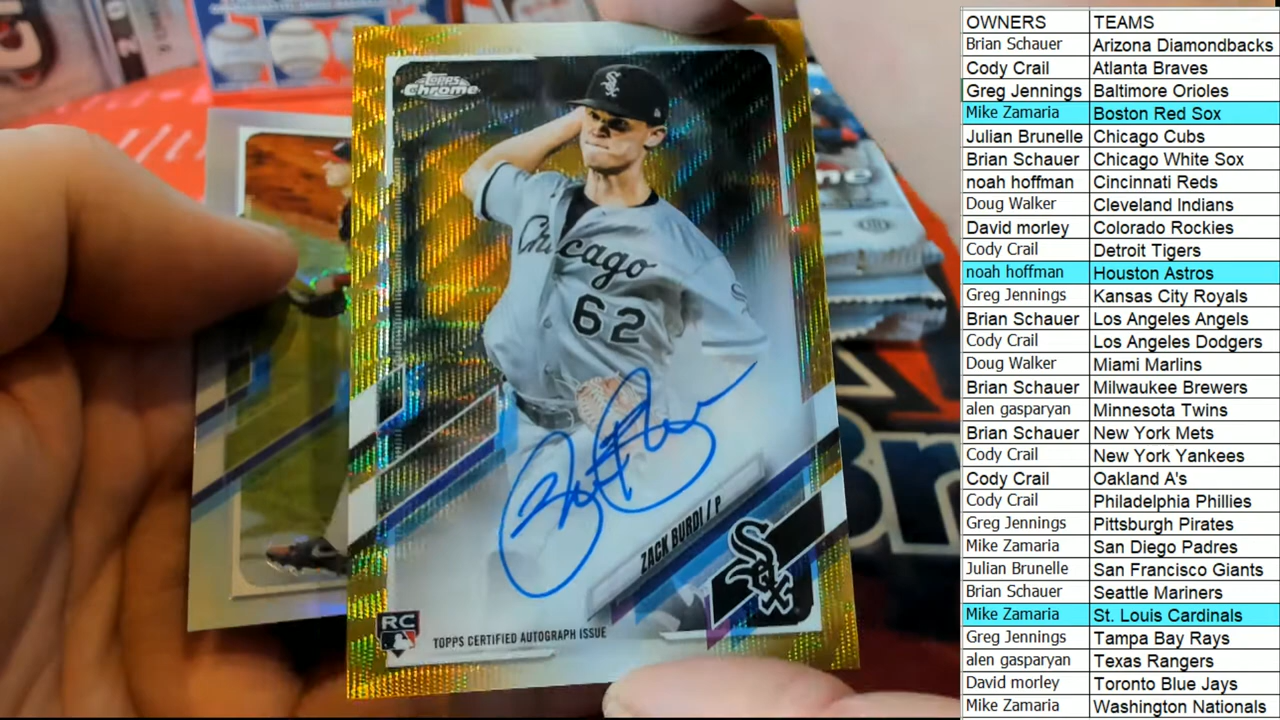 TOPPS
Chrome
Chicago
62
ZACK BURDI / P
Sox
RC
TOPPS CERTIFIED AUTOGRAPH ISSUE
OWNERS TEAMS
Brian Schauer Arizona Diamondbacks
Cody Crail Atlanta Braves
Greg Jennings Baltimore Orioles
Mike Zamaria Boston Red Sox
Julian Brunelle Chicago Cubs
Brian Schauer Chicago White Sox
noah hoffman Cincinnati Reds
Doug Walker Cleveland Indians
David morley Colorado Rockies
Cody Crail Detroit Tigers
noah hoffman Houston Astros
Greg Jennings Kansas City Royals
Brian Schauer Los Angeles Angels
Cody Crail Los Angeles Dodgers
Doug Walker Miami Marlins
Brian Schauer Milwaukee Brewers
alen gasparyan Minnesota Twins
Brian Schauer New York Mets
Cody Crail New York Yankees
Cody Crail Oakland A's
Cody Crail Philadelphia Phillies
Greg Jennings Pittsburgh Pirates
Mike Zamaria San Diego Padres
Julian Brunelle San Francisco Giants
Brian Schauer Seattle Mariners
Mike Zamaria St. Louis Cardinals
Greg Jennings Tampa Bay Rays
alen gasparyan Texas Rangers
David morley Toronto Blue Jays
Mike Zamaria Washington Nationals